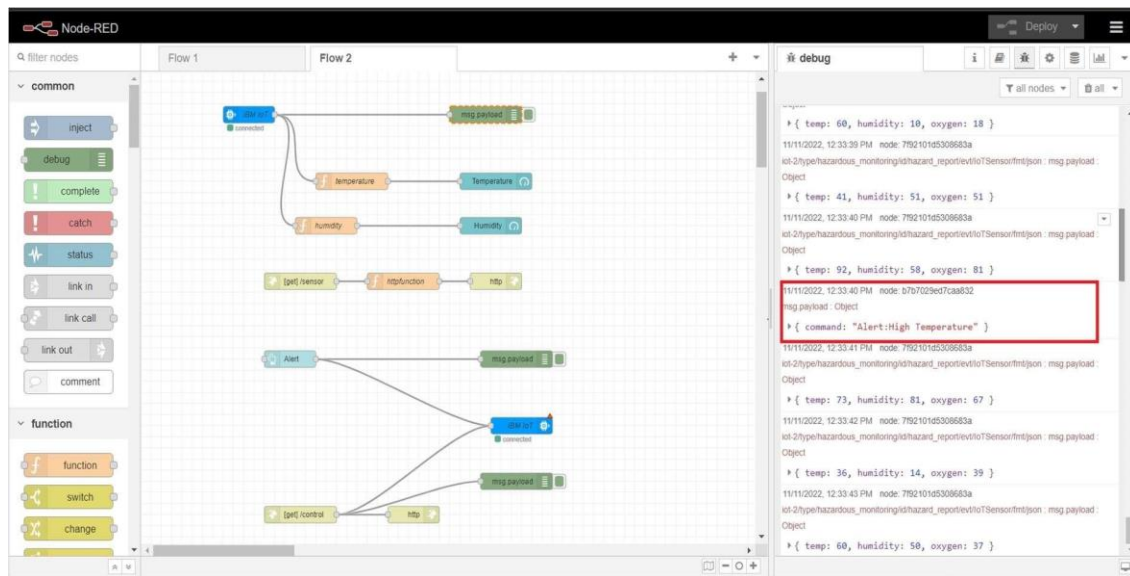 Node-RED
Deploy
filter nodes
Flow 1
Flow 2
debug
i
all nodes
all
common
inject
debug
complete
catch
status
link in
link call
link out
comment
function
function
switch
change
IBM IoT
connected
msg.payload
temperature
Temperature
humidity
Humidity
[get] /sensor
httpfunction
http
Alert
msg.payload
IBM IoT
connected
msg.payload
[get] /control
http
{ temp: 60, humidity: 10, oxygen: 18 }
11/11/2022, 12:33:39 PM node: 7f92101d5308683a
iot-2/type/hazardous_monitoring/id/hazard_report/evt/IoTSensor/fmt/json : msg.payload :
Object
{ temp: 41, humidity: 51, oxygen: 51 }
11/11/2022, 12:33:40 PM node: 7f92101d5308683a
iot-2/type/hazardous_monitoring/id/hazard_report/evt/IoTSensor/fmt/json : msg.payload :
Object
{ temp: 92, humidity: 58, oxygen: 81 }
11/11/2022, 12:33:40 PM node: b7b7029ed7caa832
msg.payload : Object
{ command: "Alert:High Temperature" }
11/11/2022, 12:33:41 PM node: 7f92101d5308683a
iot-2/type/hazardous_monitoring/id/hazard_report/evt/IoTSensor/fmt/json : msg.payload :
Object
{ temp: 73, humidity: 81, oxygen: 67 }
11/11/2022, 12:33:42 PM node: 7f92101d5308683a
iot-2/type/hazardous_monitoring/id/hazard_report/evt/IoTSensor/fmt/json : msg.payload :
Object
{ temp: 36, humidity: 14, oxygen: 39 }
11/11/2022, 12:33:43 PM node: 7f92101d5308683a
iot-2/type/hazardous_monitoring/id/hazard_report/evt/IoTSensor/fmt/json : msg.payload :
Object
{ temp: 60, humidity: 50, oxygen: 37 }